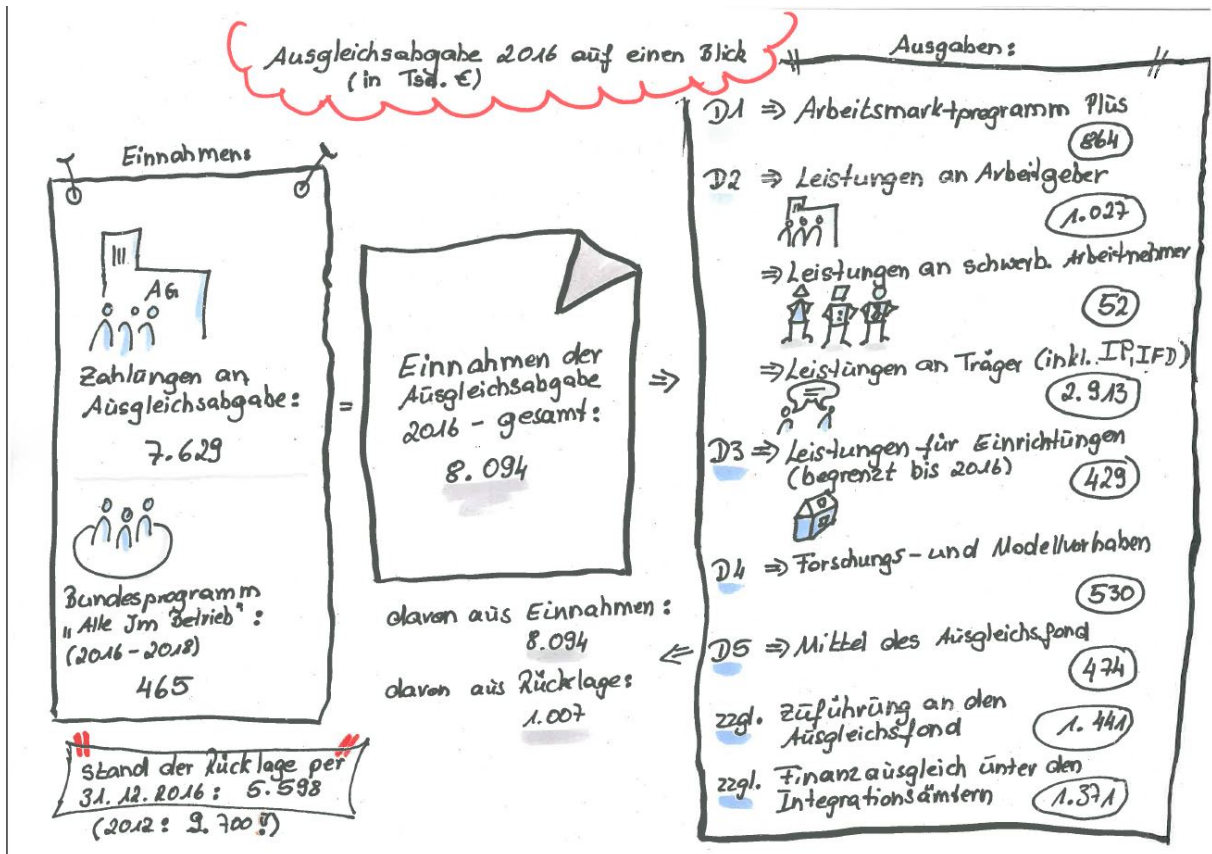 Ausgleichsabgabe 2016 auf einen Blick
(in Tsd. €)
Einnahmen:
AG
Zahlungen an
Ausgleichsabgabe:
7.629
Bundesprogramm
„Alle Im Betrieb":
(2016-2018)
465
Stand der Rücklage per
31.12.2016: 5.598
(2012: 9.700!)
=
Einnahmen der
Ausgleichsabgabe
2016 - gesamt:
8.094
⇒
davon aus Einnahmen:
8.094
davon aus Rücklage:
1.007
⇐
Ausgaben:
D1 ⇒ Arbeitsmarktprogramm Plus
864
D2 ⇒ Leistungen an Arbeitgeber
1.027
⇒ Leistungen an schwerb. Arbeitnehmer
52
⇒ Leistungen an Träger (inkl. IP, IFD)
2.913
D3 ⇒ Leistungen für Einrichtungen
(begrenzt bis 2016)
429
D4 ⇒ Forschungs- und Modellvorhaben
530
D5 ⇒ Mittel des Ausgleichsfond
474
zzgl. Zuführung an den
Ausgleichsfond
1.441
zzgl. Finanzausgleich unter den
Integrationsämtern
1.371